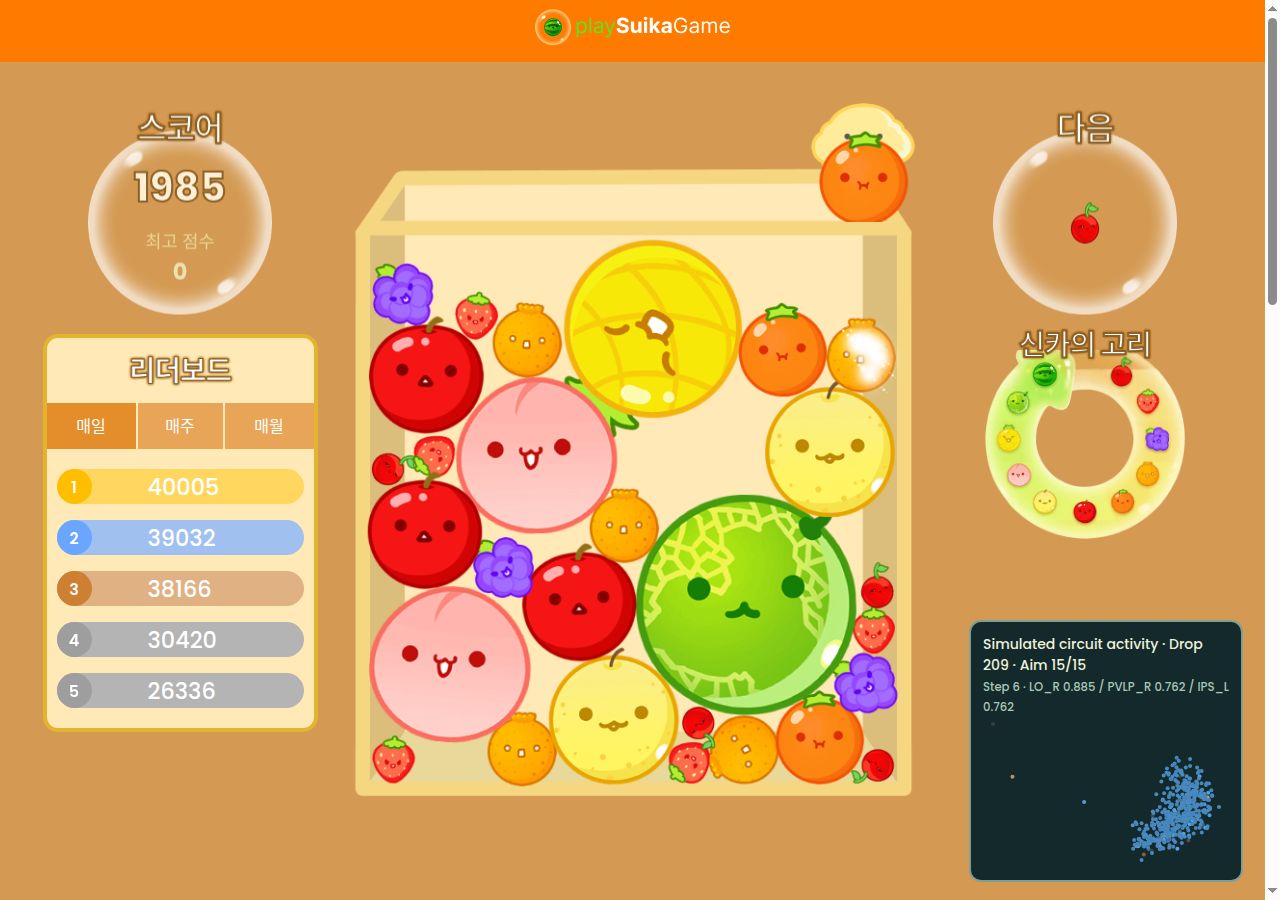 playSuikaGame
스코어
1985
최고 점수
0
다음
신카의 고리
리더보드
매일 매주 매월
1 40005
2 39032
3 38166
4 30420
5 26336
Simulated circuit activity · Drop
209 · Aim 15/15
Step 6 · LO_R 0.885 / PVLP_R 0.762 / IPS_L
0.762